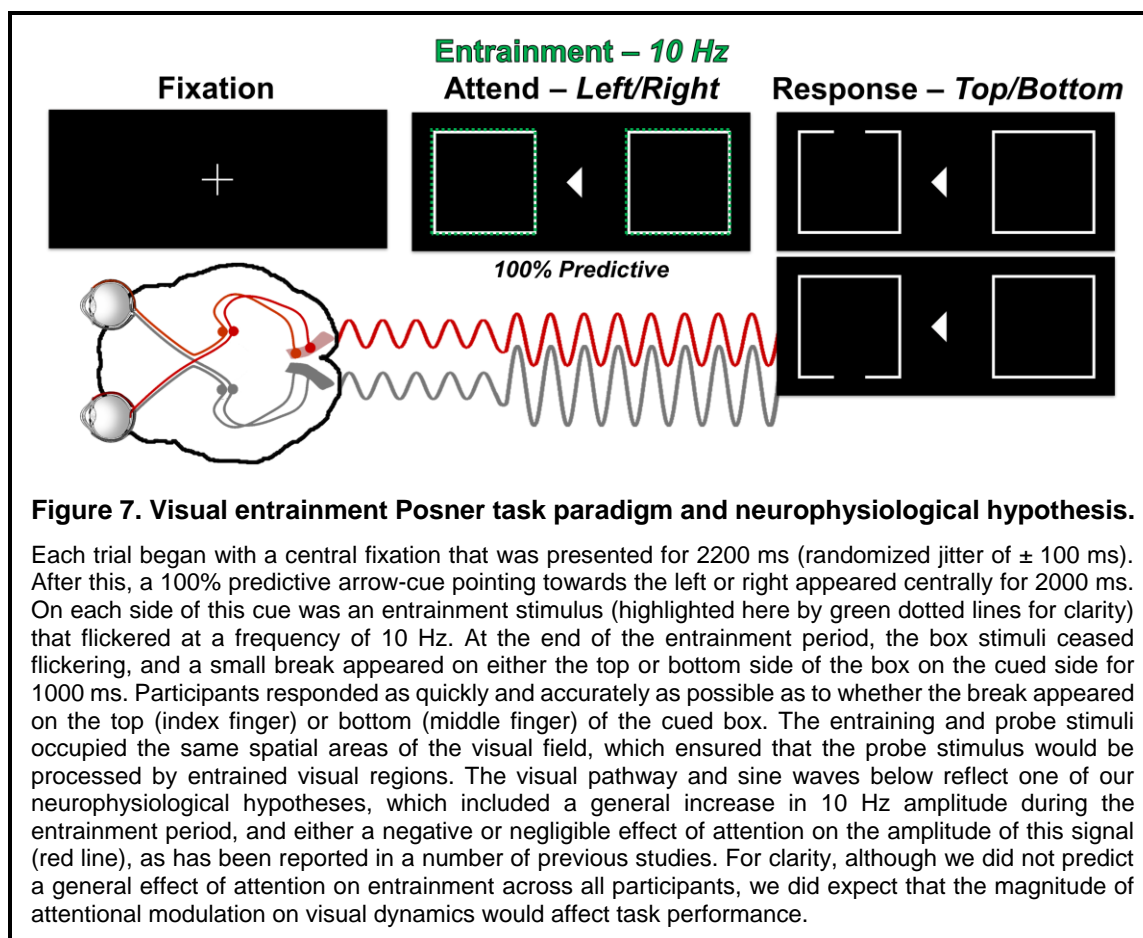 Entrainment – 10 Hz
Fixation
Attend – Left/Right
Response – Top/Bottom
100% Predictive
Figure 7. Visual entrainment Posner task paradigm and neurophysiological hypothesis.
Each trial began with a central fixation that was presented for 2200 ms (randomized jitter of ± 100 ms).
After this, a 100% predictive arrow-cue pointing towards the left or right appeared centrally for 2000 ms.
On each side of this cue was an entrainment stimulus (highlighted here by green dotted lines for clarity)
that flickered at a frequency of 10 Hz. At the end of the entrainment period, the box stimuli ceased
flickering, and a small break appeared on either the top or bottom side of the box on the cued side for
1000 ms. Participants responded as quickly and accurately as possible as to whether the break appeared
on the top (index finger) or bottom (middle finger) of the cued box. The entraining and probe stimuli
occupied the same spatial areas of the visual field, which ensured that the probe stimulus would be
processed by entrained visual regions. The visual pathway and sine waves below reflect one of our
neurophysiological hypotheses, which included a general increase in 10 Hz amplitude during the
entrainment period, and either a negative or negligible effect of attention on the amplitude of this signal
(red line), as has been reported in a number of previous studies. For clarity, although we did not predict
a general effect of attention on entrainment across all participants, we did expect that the magnitude of
attentional modulation on visual dynamics would affect task performance.